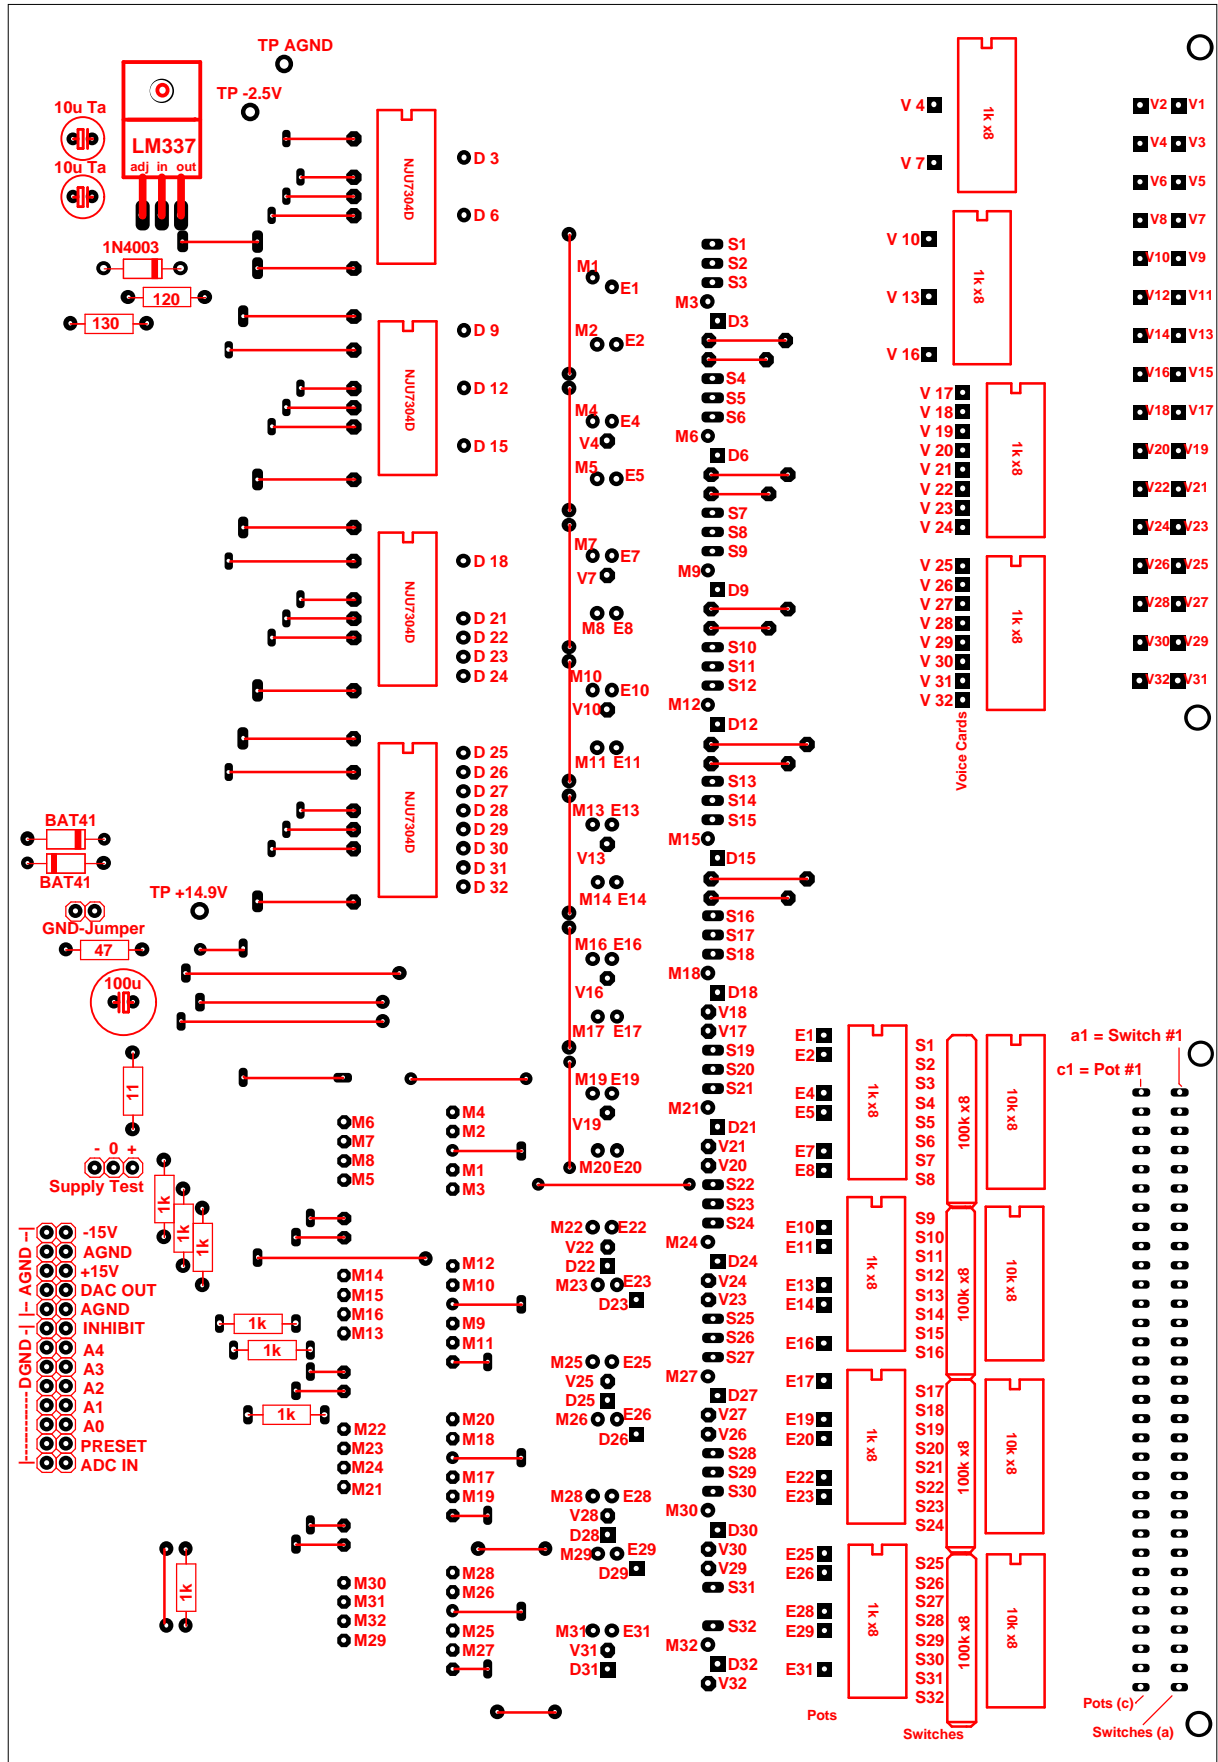 TP AGND
TP -2.5V
10u Ta
LM337
adj in out
10u Ta
1N4003
120
130
NJU7304D
D 3
D 6
NJU7304D
D 9
D 12
D 15
NJU7304D
D 18
D 21
D 22
D 23
D 24
NJU7304D
D 25
D 26
D 27
D 28
D 29
D 30
D 31
D 32
BAT41
BAT41
TP +14.9V
GND-Jumper
47
100u
11
- 0 +
Supply Test
1k
1k
1k
-15V
AGND
+15V
DAC OUT
AGND
INHIBIT
A4
A3
A2
A1
A0
PRESET
ADC IN
|-- AGND --|
|----------DGND -|
1k
1k
1k
1k
M6
M7
M8
M5
M14
M15
M16
M13
M22
M23
M24
M21
M30
M31
M32
M29
M4
M2
M1
M3
M12
M10
M9
M11
M20
M18
M17
M19
M28
M26
M25
M27
M1 E1
M2 E2
M4 E4
V4
M5 E5
M7 E7
V7
M8 E8
M10 E10
V10
M11 E11
M13 E13
V13
M14 E14
M16 E16
V16
M17 E17
M19 E19
V19
M20 E20
M22 E22
V22
D22
M23 E23
D23
M25 E25
V25
D25
M26 E26
D26
M28 E28
V28
D28
M29 E29
D29
M31 E31
V31
D31
S1
S2
S3
M3
D3
S4
S5
S6
M6
D6
S7
S8
S9
M9
D9
S10
S11
S12
M12
D12
S13
S14
S15
M15
D15
S16
S17
S18
M18
D18
V18
V17
S19
S20
S21
M21
D21
V21
V20
S22
S23
S24
M24
D24
V24
V23
S25
S26
S27
M27
D27
V27
V26
S28
S29
S30
M30
D30
V30
V29
S31
S32
M32
D32
V32
V 4
V 7
1k x8
V 10
V 13
V 16
1k x8
V 17
V 18
V 19
V 20
V 21
V 22
V 23
V 24
1k x8
V 25
V 26
V 27
V 28
V 29
V 30
V 31
V 32
1k x8
Voice Cards
V2 V1
V4 V3
V6 V5
V8 V7
V10 V9
V12 V11
V14 V13
V16 V15
V18 V17
V20 V19
V22 V21
V24 V23
V26 V25
V28 V27
V30 V29
V32 V31
E1
E2
E4
E5
E7
E8
E10
E11
E13
E14
E16
E17
E19
E20
E22
E23
E25
E26
E28
E29
E31
Pots
1k x8
1k x8
1k x8
1k x8
S1
S2
S3
S4
S5
S6
S7
S8
S9
S10
S11
S12
S13
S14
S15
S16
S17
S18
S19
S20
S21
S22
S23
S24
S25
S26
S27
S28
S29
S30
S31
S32
Switches
100k x8
100k x8
100k x8
100k x8
10k x8
10k x8
10k x8
10k x8
a1 = Switch #1
c1 = Pot #1
Pots (c)
Switches (a)